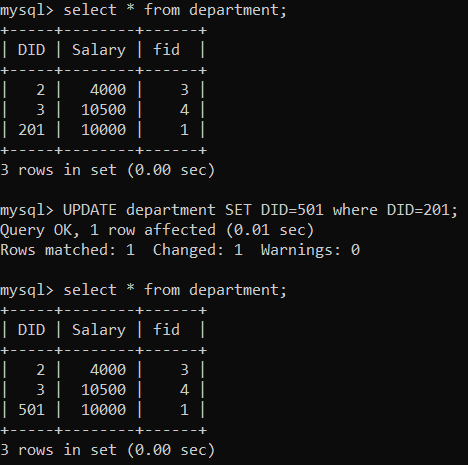 mysql> select * from department;
+-----+--------+------+
| DID | Salary | fid  |
+-----+--------+------+
|   2 |   4000 |    3 |
|   3 |  10500 |    4 |
| 201 |  10000 |    1 |
+-----+--------+------+
3 rows in set (0.00 sec)

mysql> UPDATE department SET DID=501 where DID=201;
Query OK, 1 row affected (0.01 sec)
Rows matched: 1  Changed: 1  Warnings: 0

mysql> select * from department;
+-----+--------+------+
| DID | Salary | fid  |
+-----+--------+------+
|   2 |   4000 |    3 |
|   3 |  10500 |    4 |
| 501 |  10000 |    1 |
+-----+--------+------+
3 rows in set (0.00 sec)